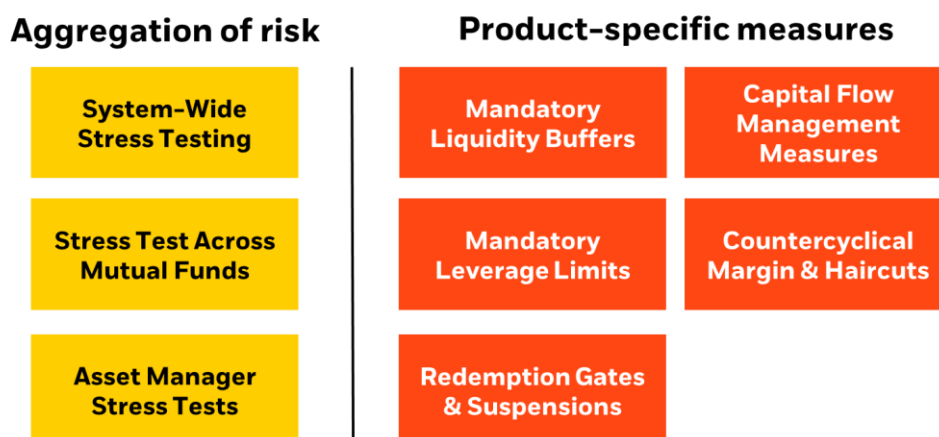 Aggregation of risk
System-Wide
Stress Testing
Stress Test Across
Mutual Funds
Asset Manager
Stress Tests
Product-specific measures
Mandatory
Liquidity Buffers
Capital Flow
Management
Measures
Mandatory
Leverage Limits
Countercyclical
Margin & Haircuts
Redemption Gates
& Suspensions